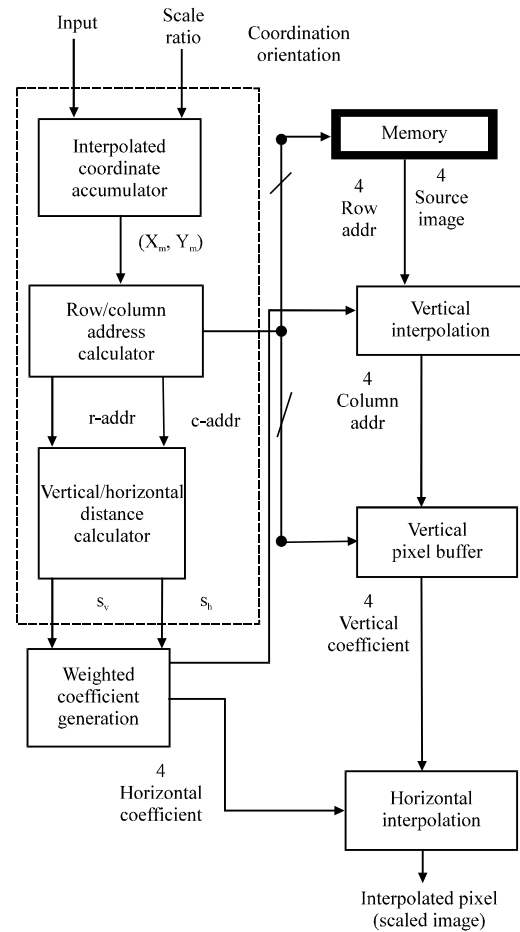 Input
Scale
ratio
Coordination
orientation
Interpolated
coordinate
accumulator
Memory
4
Row
addr
4
Source
image
(Xm, Ym)
Row/column
address
calculator
Vertical
interpolation
4
Column
addr
r-addr
c-addr
Vertical/horizontal
distance
calculator
Vertical
pixel buffer
sv
sh
4
Vertical
coefficient
Weighted
coefficient
generation
4
Horizontal
coefficient
Horizontal
interpolation
Interpolated pixel
(scaled image)